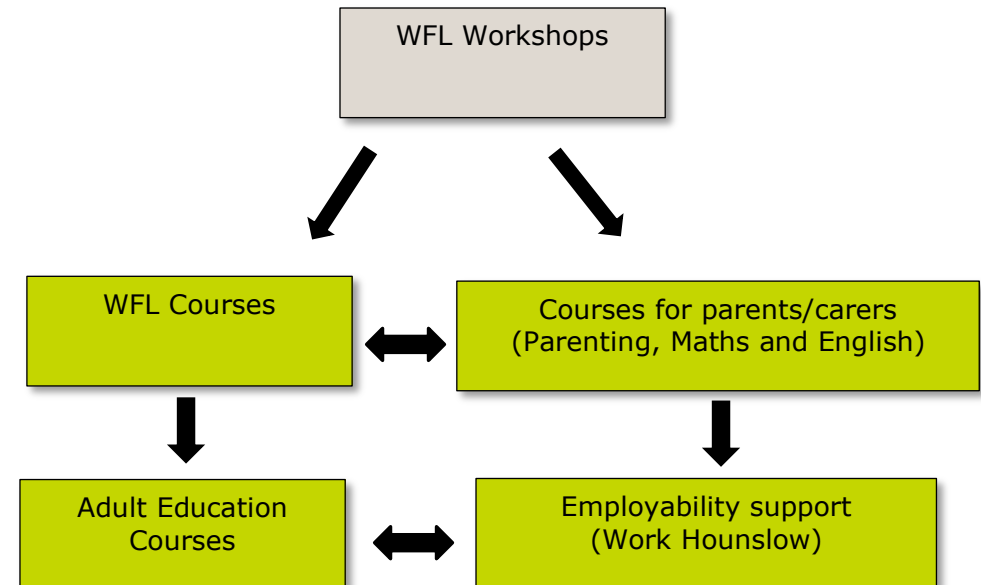 WFL Workshops
WFL Courses
Courses for parents/carers
(Parenting, Maths and English)
Adult Education
Courses
Employability support
(Work Hounslow)